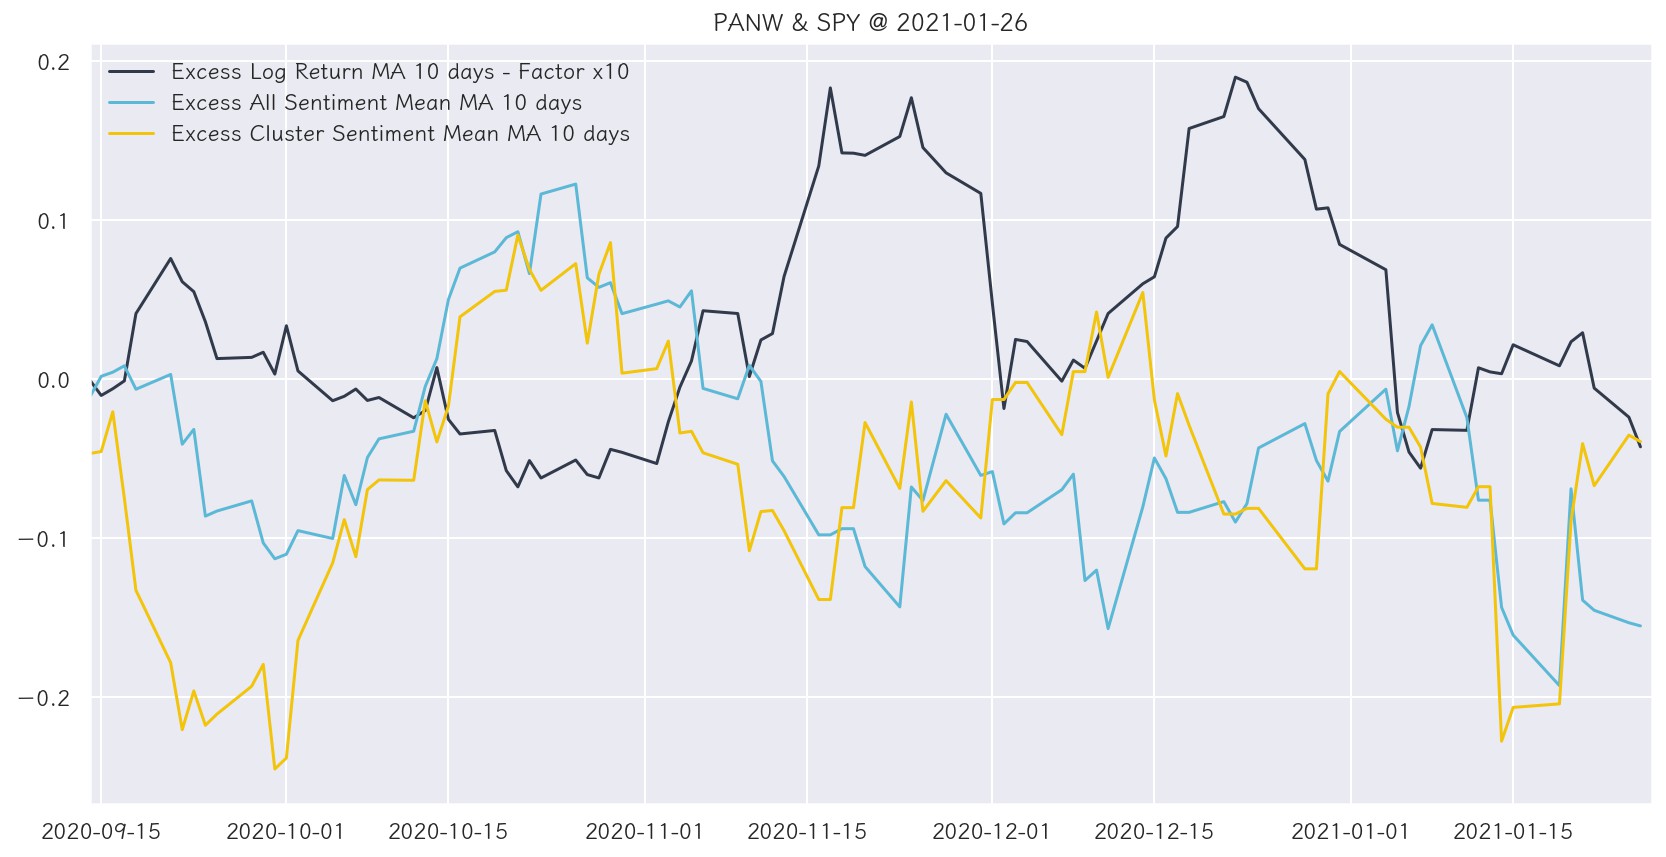 PANW & SPY @ 2021-01-26
Excess Log Return MA 10 days - Factor x10
Excess All Sentiment Mean MA 10 days
Excess Cluster Sentiment Mean MA 10 days
0.2
0.1
0.0
−0.1
−0.2
2020-09-15 2020-10-01 2020-10-15 2020-11-01 2020-11-15 2020-12-01 2020-12-15 2021-01-01 2021-01-15